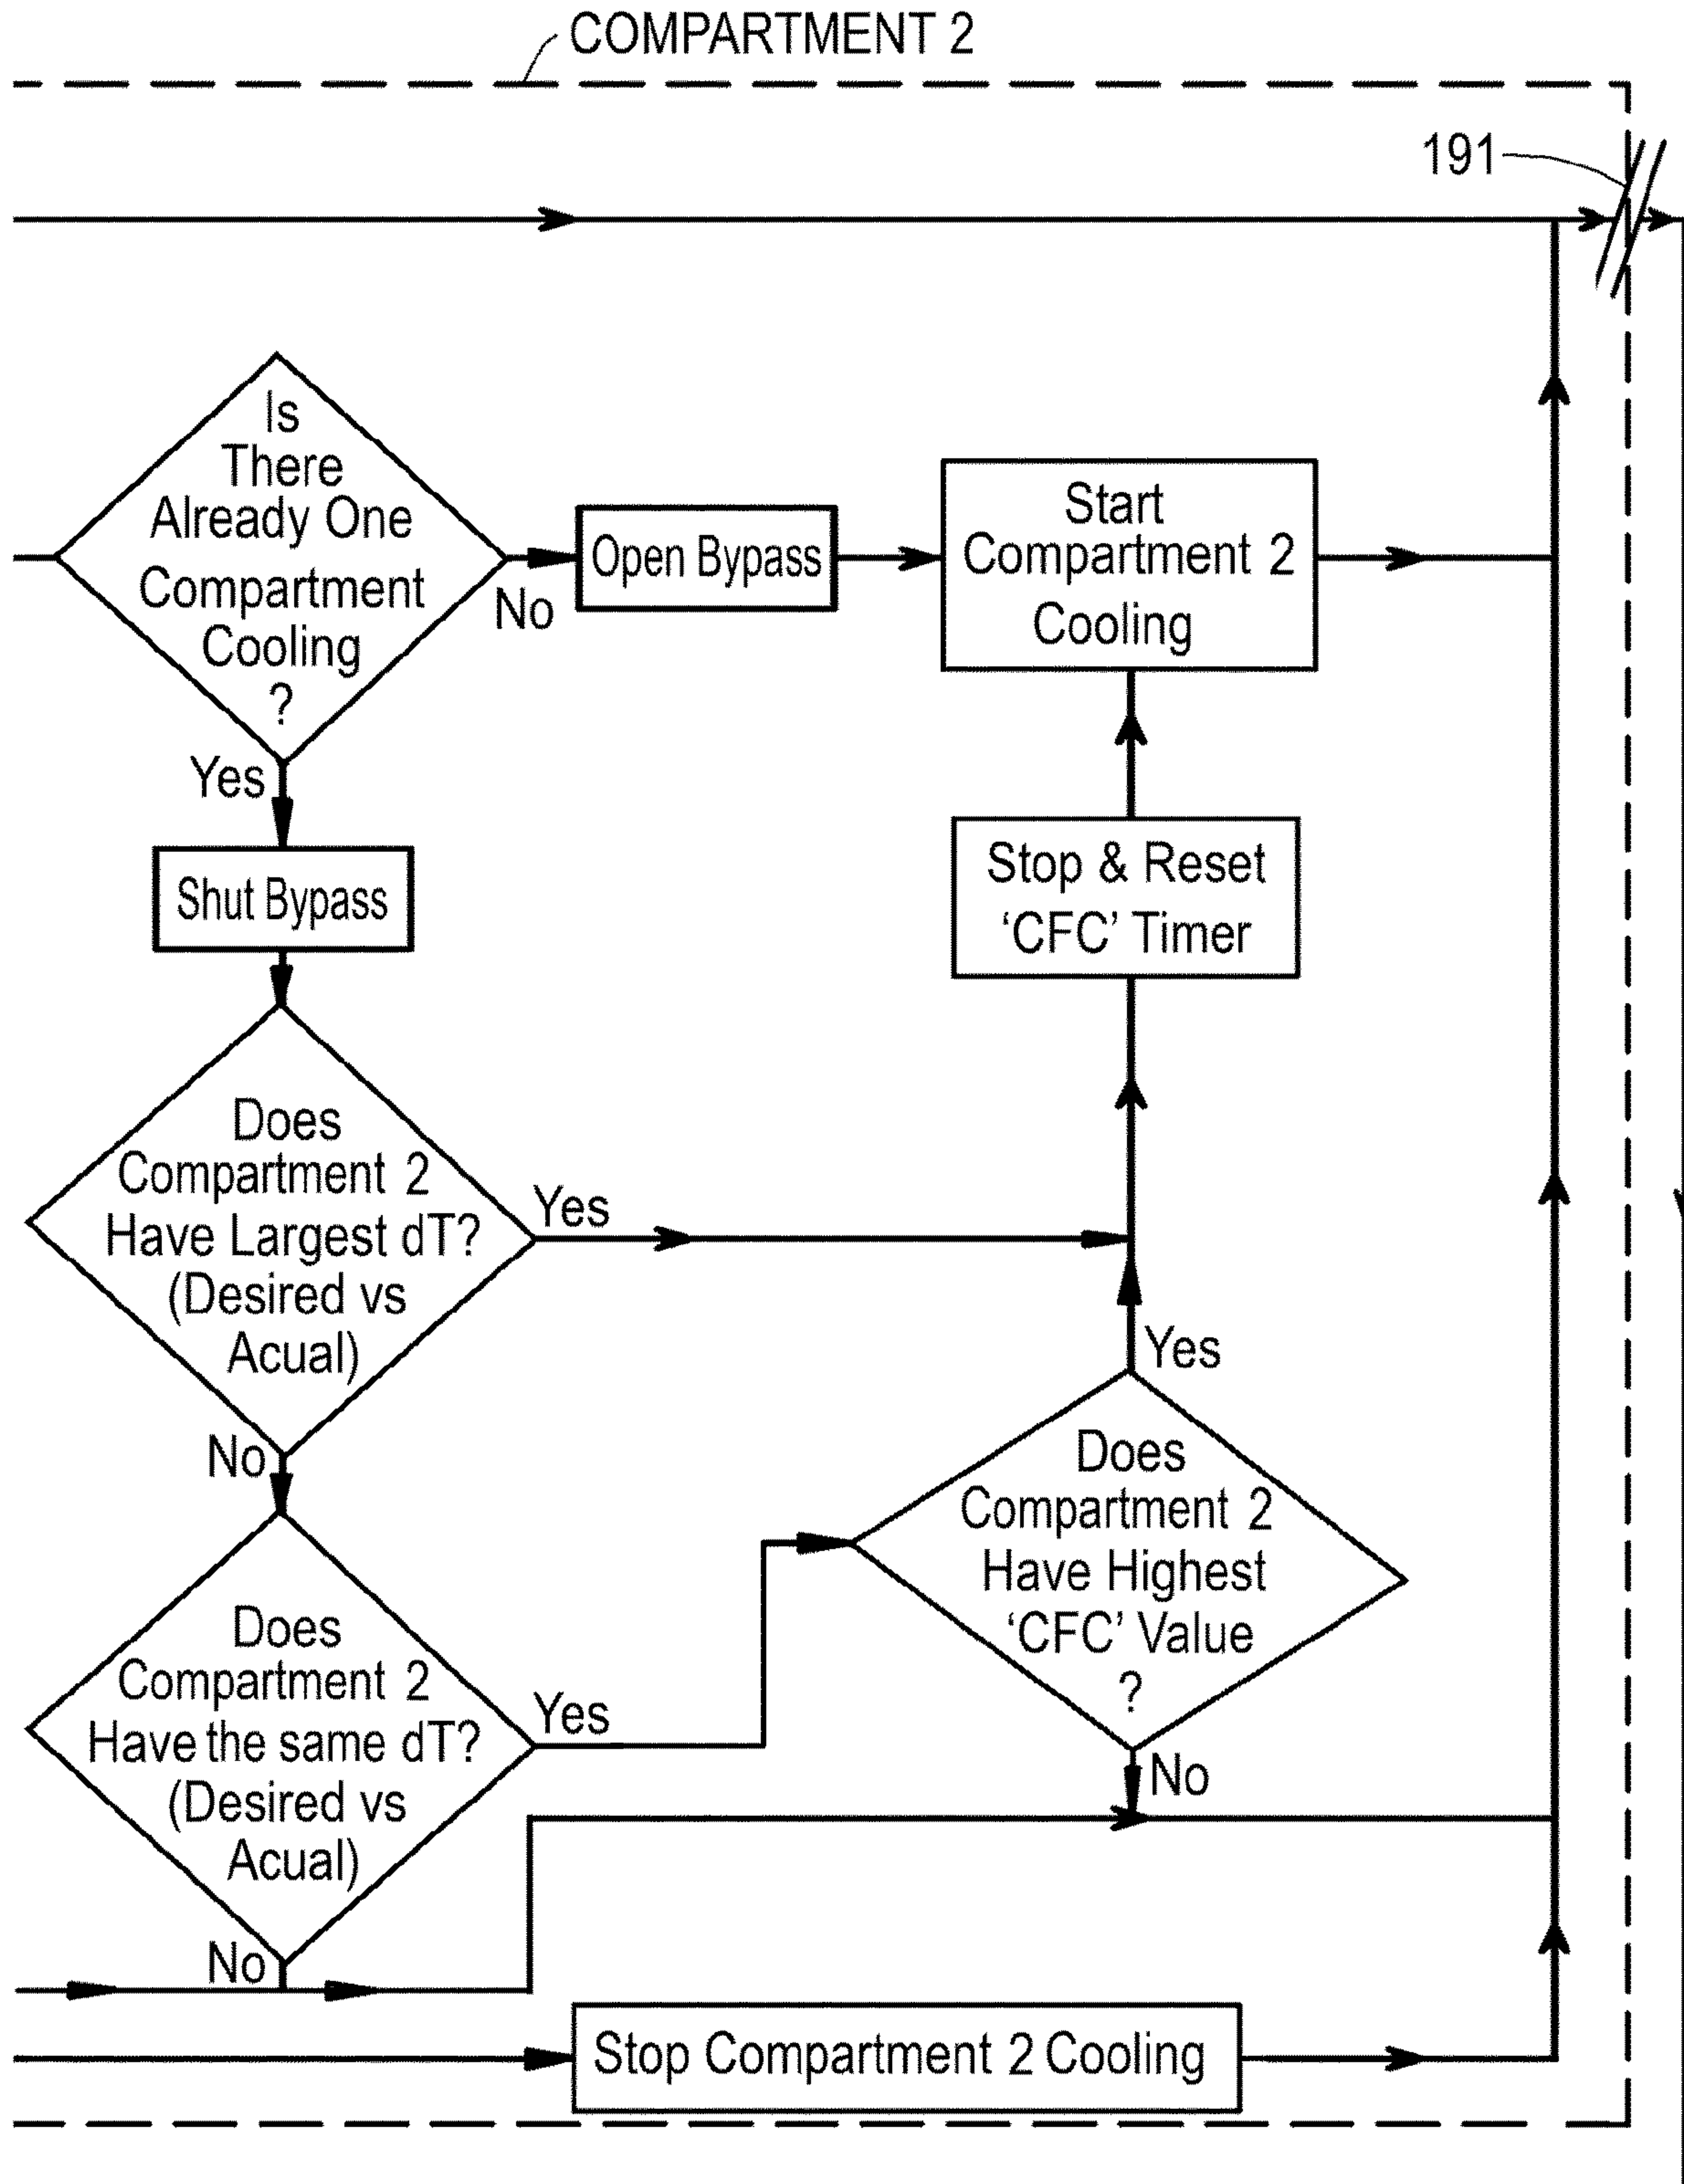 COMPARTMENT 2
191
Is
There
Already One
Compartment
Cooling
?
No
Yes
Open Bypass
Start
Compartment 2
Cooling
Shut Bypass
Stop & Reset
‘CFC’ Timer
Does
Compartment 2
Have Largest dT?
(Desired vs
Acual)
Yes
No
Does
Compartment 2
Have the same dT?
(Desired vs
Acual)
Yes
No
Does
Compartment 2
Have Highest
‘CFC’ Value
?
Yes
No
Stop Compartment 2 Cooling